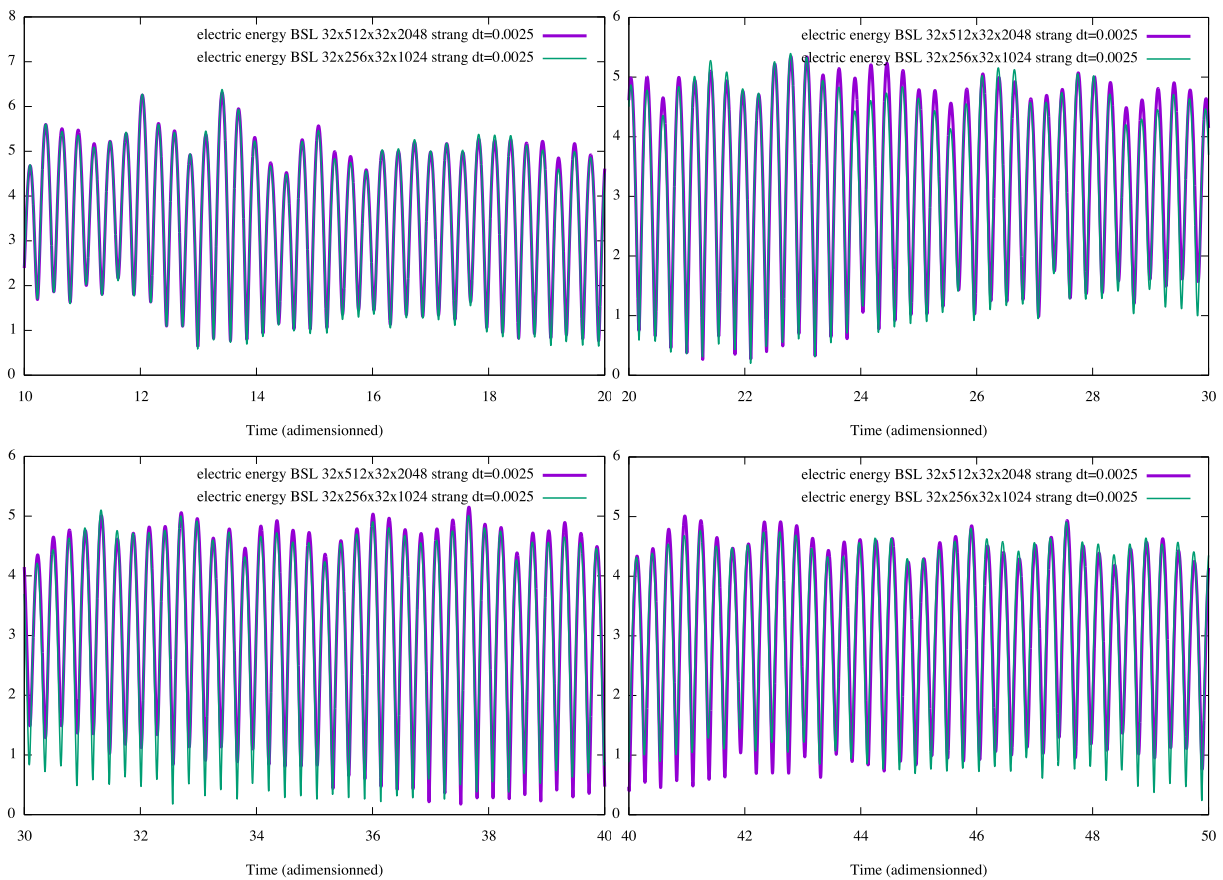 8
7
6
5
4
3
2
1
0
10 12 14 16 18 20
Time (adimensionned)
electric energy BSL 32x512x32x2048 strang dt=0.0025
electric energy BSL 32x256x32x1024 strang dt=0.0025
6
5
4
3
2
1
0
20 22 24 26 28 30
Time (adimensionned)
electric energy BSL 32x512x32x2048 strang dt=0.0025
electric energy BSL 32x256x32x1024 strang dt=0.0025
6
5
4
3
2
1
0
30 32 34 36 38 40
Time (adimensionned)
electric energy BSL 32x512x32x2048 strang dt=0.0025
electric energy BSL 32x256x32x1024 strang dt=0.0025
6
5
4
3
2
1
0
40 42 44 46 48 50
Time (adimensionned)
electric energy BSL 32x512x32x2048 strang dt=0.0025
electric energy BSL 32x256x32x1024 strang dt=0.0025